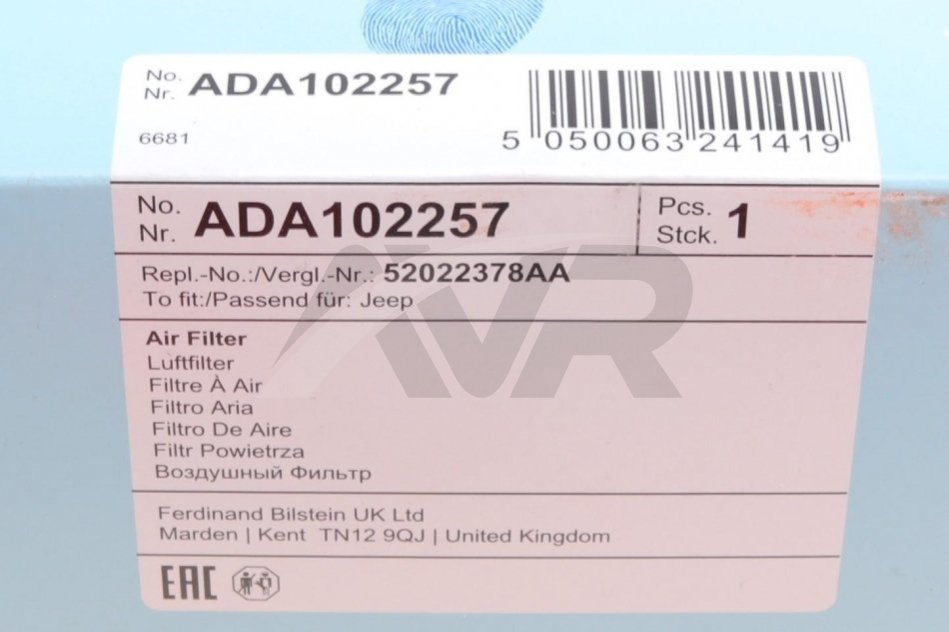 No.
Nr. ADA102257
6681
5 050063 241419
No.
Nr. ADA102257
Pcs.
Stck. 1
Repl.-No.:/Vergl.-Nr.: 52022378AA
To fit:/Passend für: Jeep
Air Filter
Luftfilter
Filtre À Air
Filtro Aria
Filtro De Aire
Filtr Powietrza
Воздушный Фильтр
Ferdinand Bilstein UK Ltd
Marden | Kent TN12 9QJ | United Kingdom
EAC
AVR